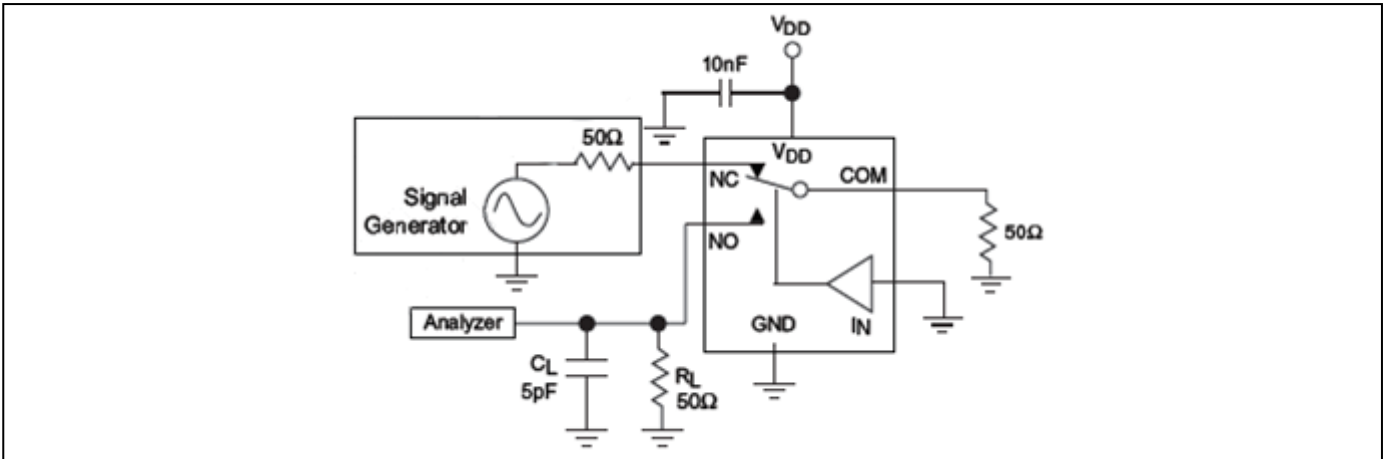 VDD
10nF
50Ω
VDD
NC
COM
Signal
Generator
NO
50Ω
Analyzer
GND
IN
CL
5pF
RL
50Ω